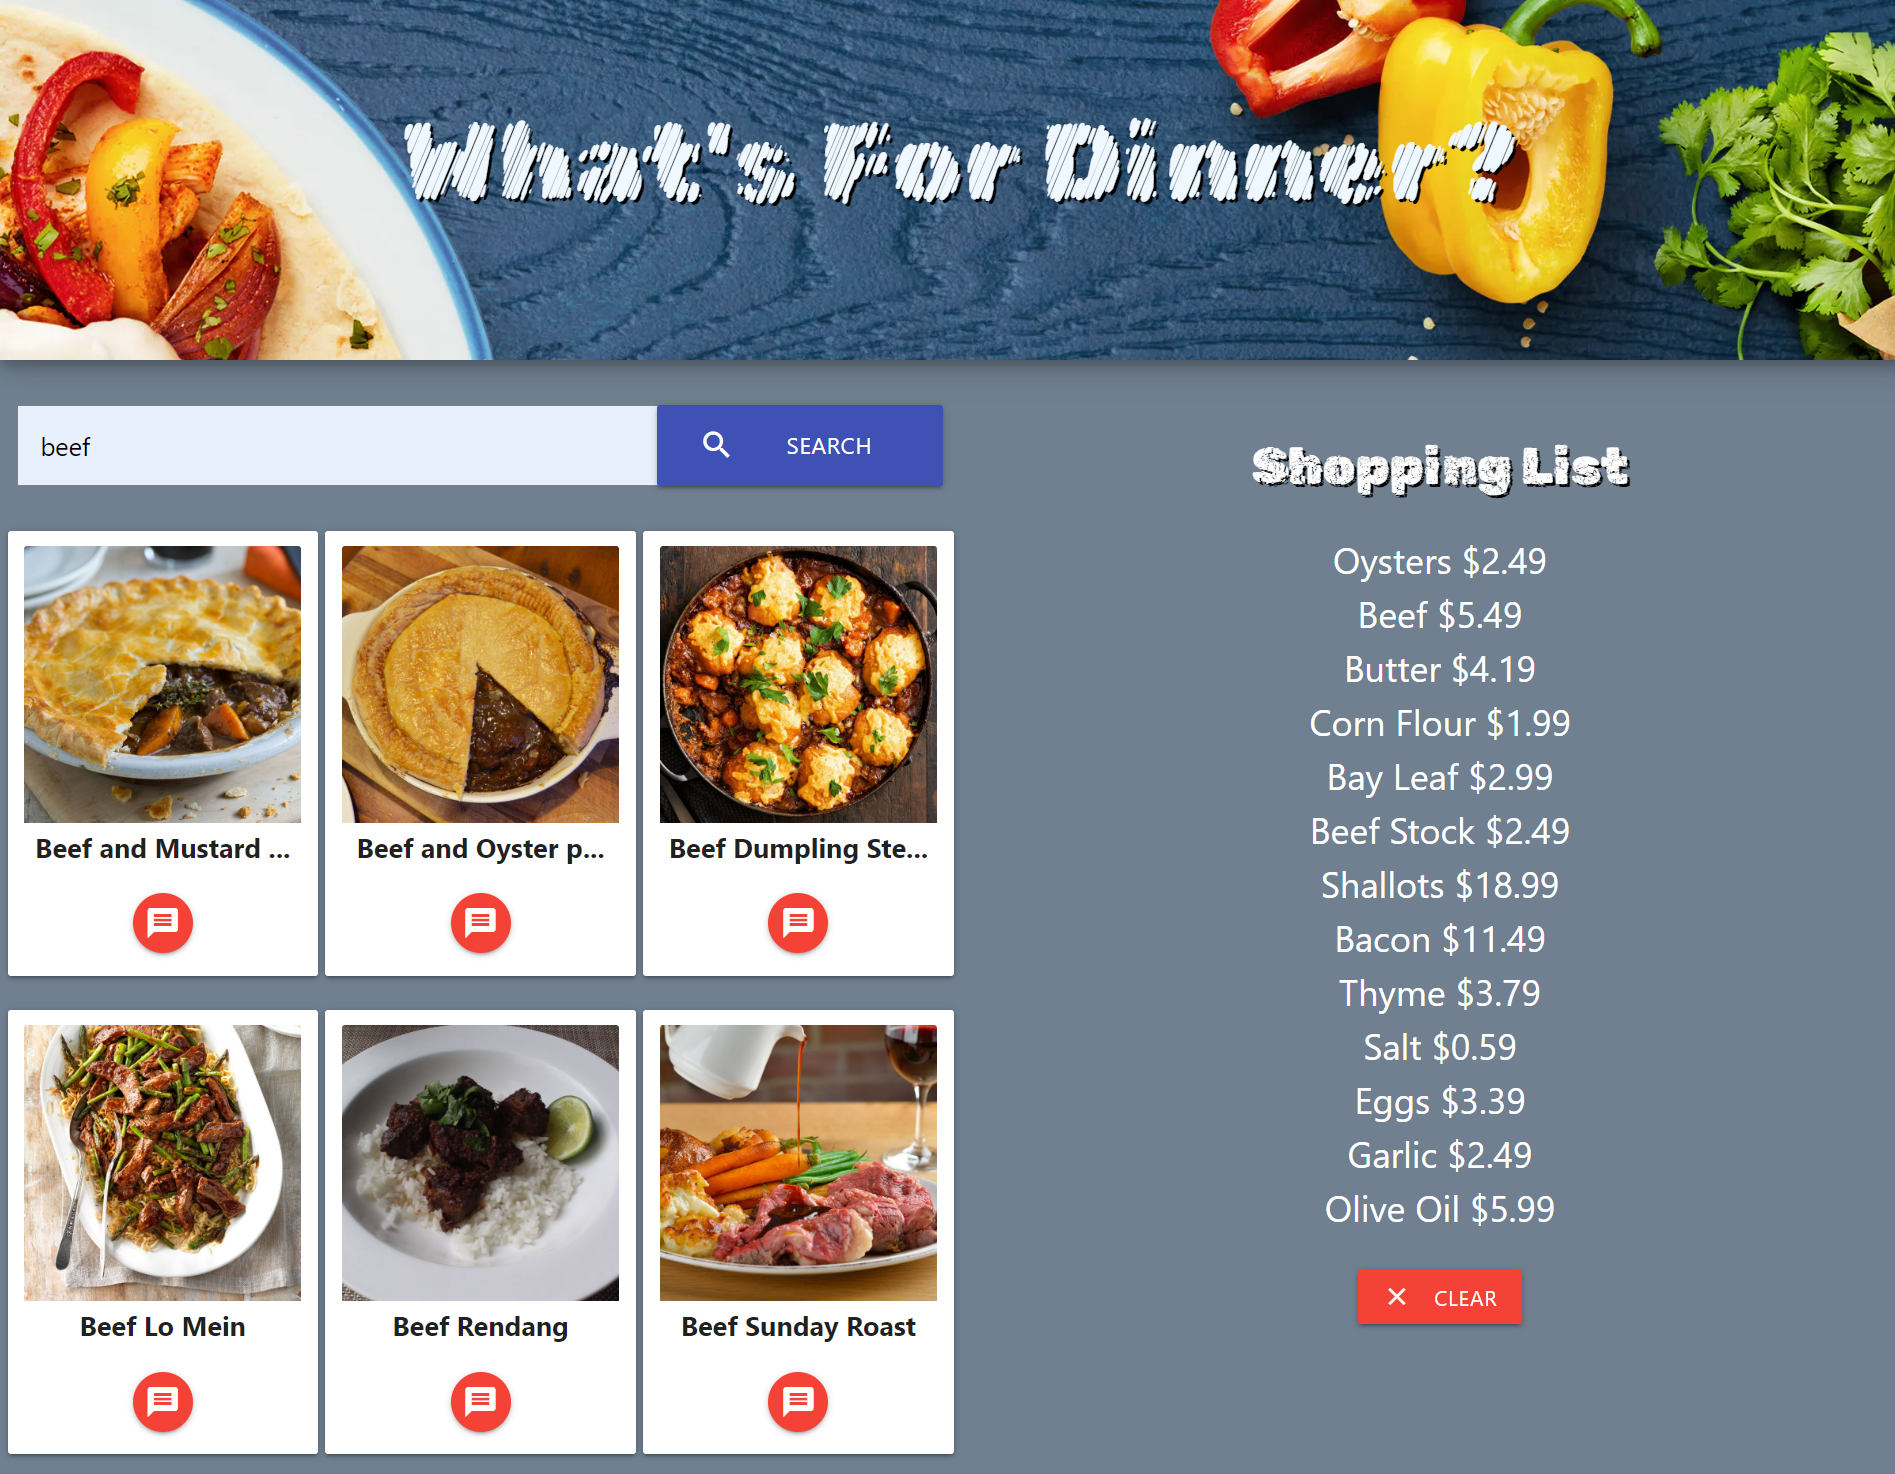 What's For Dinner?
beef
SEARCH
Beef and Mustard ...
Beef and Oyster p...
Beef Dumpling Ste...
Beef Lo Mein
Beef Rendang
Beef Sunday Roast
Shopping List
Oysters $2.49
Beef $5.49
Butter $4.19
Corn Flour $1.99
Bay Leaf $2.99
Beef Stock $2.49
Shallots $18.99
Bacon $11.49
Thyme $3.79
Salt $0.59
Eggs $3.39
Garlic $2.49
Olive Oil $5.99
CLEAR